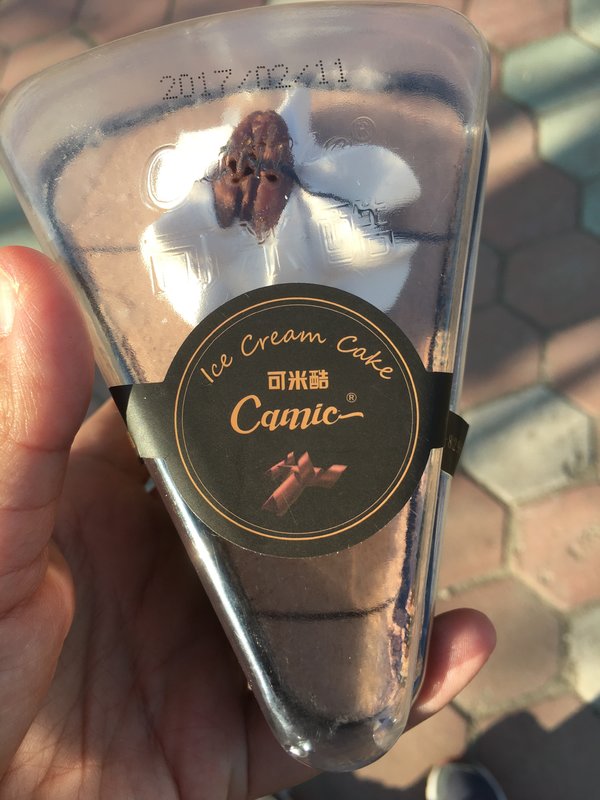 2017/02/11
Ice Cream Cake
可米酷
Camic®